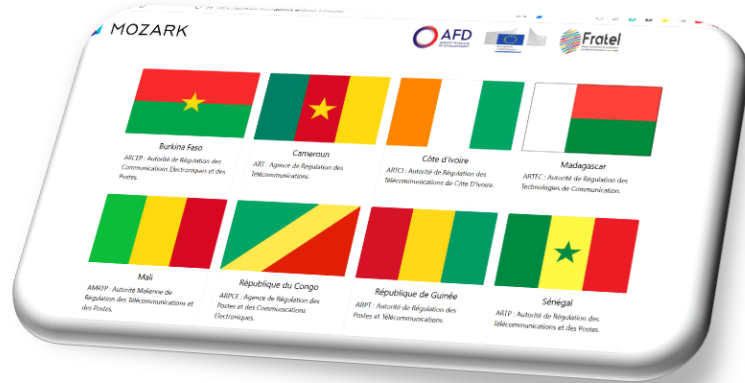 MOZARK
AFD
Fratel
Burkina Faso
ARCEP : Autorité de Régulation des
Communications Electroniques et des
Postes.
Cameroun
ART : Agence de Régulation des
Télécommunications.
Côte d'Ivoire
ARTCI : Autorité de Régulation des
Télécommunications de Côte D'Ivoire.
Madagascar
ARTEC : Autorité de Régulation des
Technologies de Communication.
Mali
AMRTP : Autorité Malienne de
Régulation des Télécommunications et
des Postes.
République du Congo
ARPCE : Agence de Régulation des
Postes et des Communications
Electroniques.
République de Guinée
ARPT : Autorité de Régulation des
Postes et Télécommunications.
Sénégal
ARTP : Autorité de Régulation des
Télécommunications et des Postes.